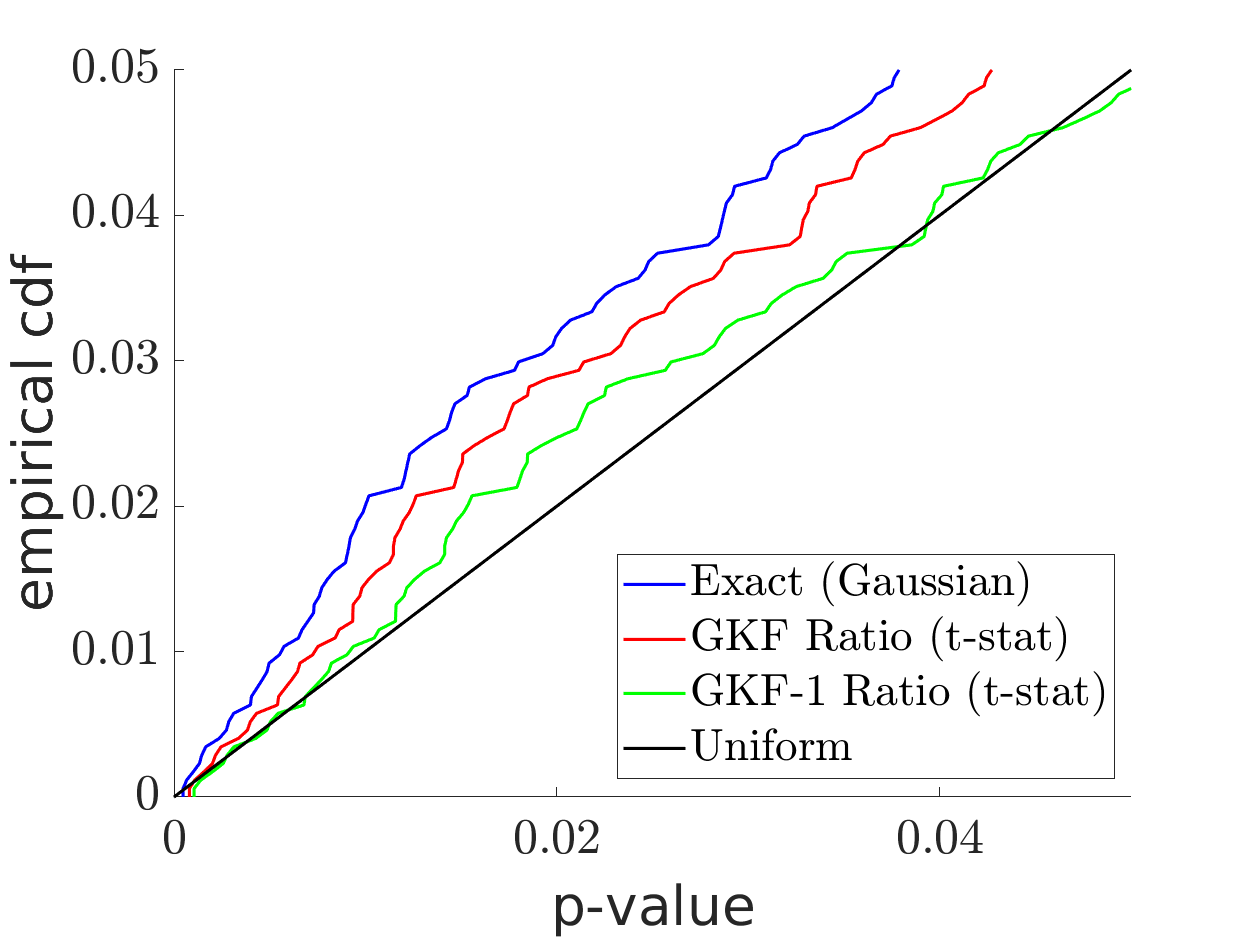 0.05
0.04
0.03
0.02
0.01
0
0
0.02
0.04
empirical cdf
p-value
Exact (Gaussian)
GKF Ratio (t-stat)
GKF-1 Ratio (t-stat)
Uniform